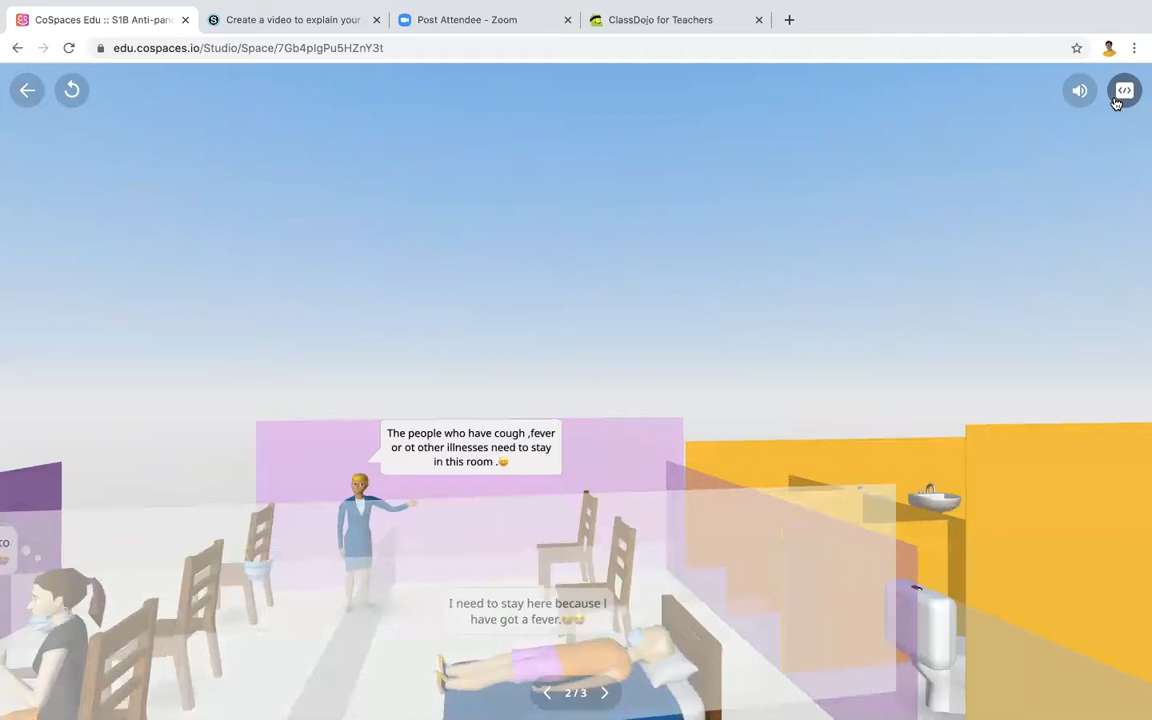 CoSpaces Edu :: S1B Anti-pan
Create a video to explain your
Post Attendee - Zoom
ClassDojo for Teachers
edu.cospaces.io/Studio/Space/7Gb4pIgPu5HZnY3t
The people who have cough ,fever
or ot other illnesses need to stay
in this room .😄
to
I need to stay here because I
have got a fever.😭😭
2 / 3